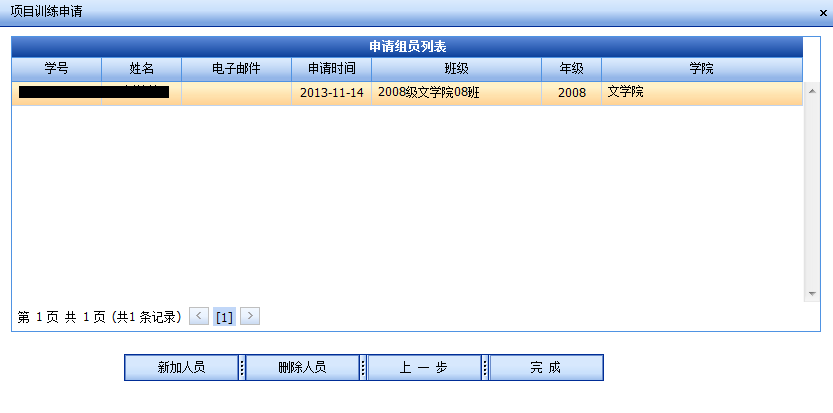 项目训练申请
申请组员列表
学号 姓名 电子邮件 申请时间 班级 年级 学院
2013-11-14 2008级文学院08班 2008 文学院
第 1 页 共 1 页 (共1 条记录) < [1] >
新加人员 删除人员 上 一 步 完 成